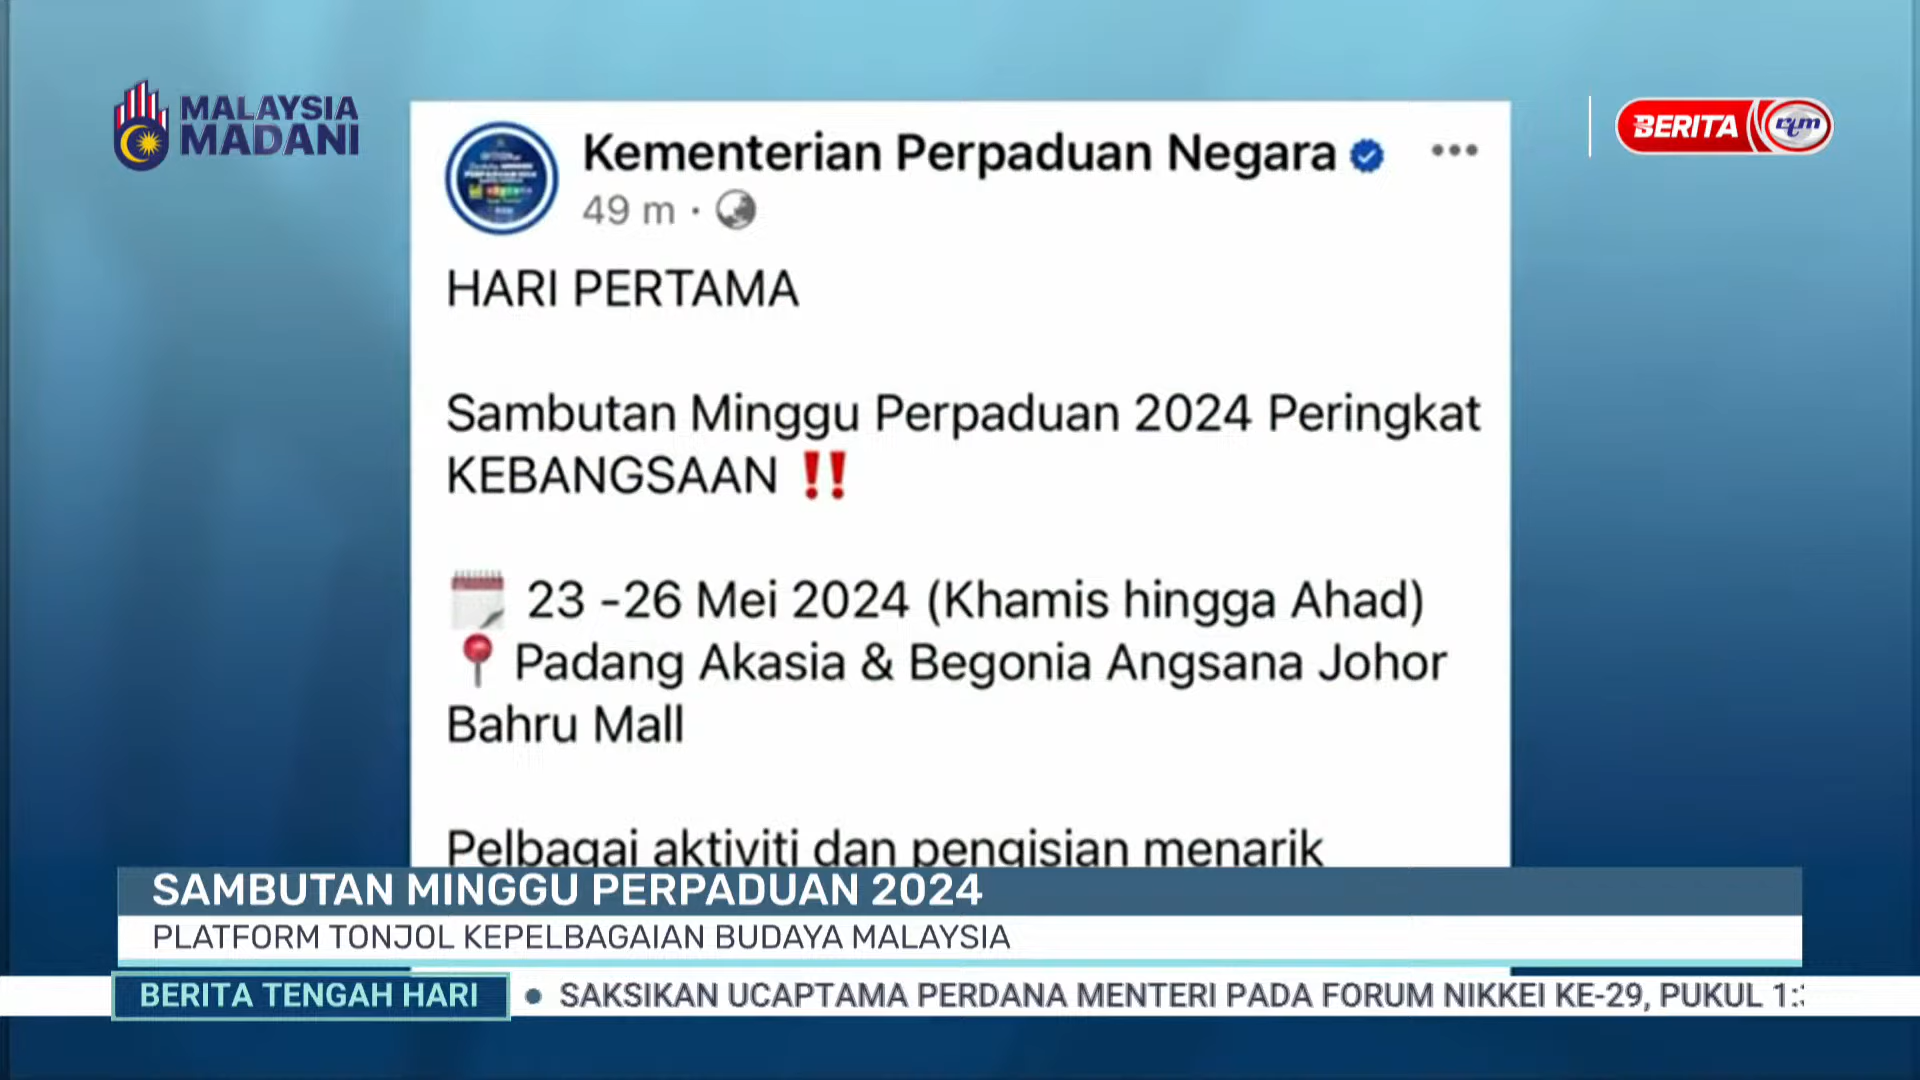 MALAYSIA
MADANI
BERITA rtm
Kementerian Perpaduan Negara
49 m ·
HARI PERTAMA
Sambutan Minggu Perpaduan 2024 Peringkat
KEBANGSAAN ‼️
23 -26 Mei 2024 (Khamis hingga Ahad)
Padang Akasia & Begonia Angsana Johor
Bahru Mall
Pelbagai aktiviti dan pengisian menarik
SAMBUTAN MINGGU PERPADUAN 2024
PLATFORM TONJOL KEPELBAGAIAN BUDAYA MALAYSIA
BERITA TENGAH HARI
• SAKSIKAN UCAPTAMA PERDANA MENTERI PADA FORUM NIKKEI KE-29, PUKUL